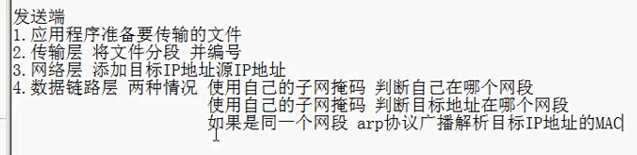 发送端
1.应用程序准备要传输的文件
2.传输层 将文件分段 并编号
3.网络层 添加目标IP地址源IP地址
4.数据链路层 两种情况 使用自己的子网掩码 判断自己在哪个网段
使用自己的子网掩码 判断目标地址在哪个网段
如果是同一个网段 arp协议广播解析目标IP地址的MAC